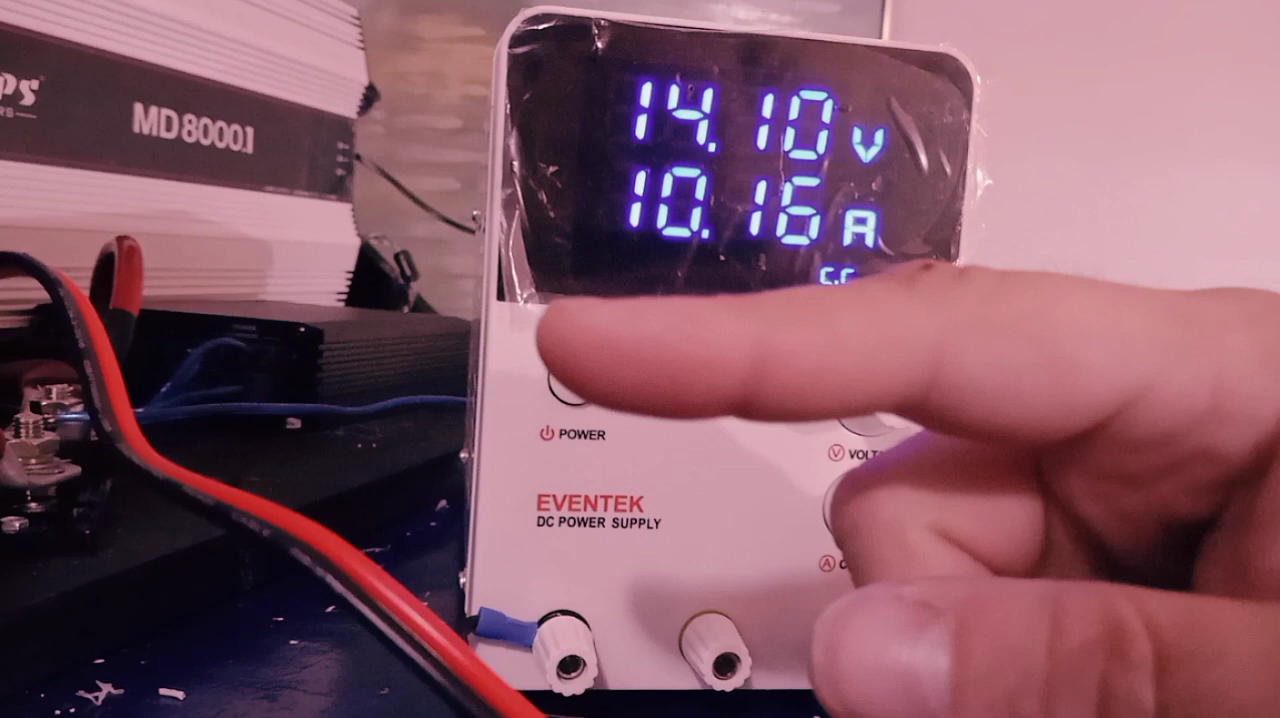 MD8000.1
14.10 V
10.16 A
C.C
POWER
EVENTEK
DC POWER SUPPLY